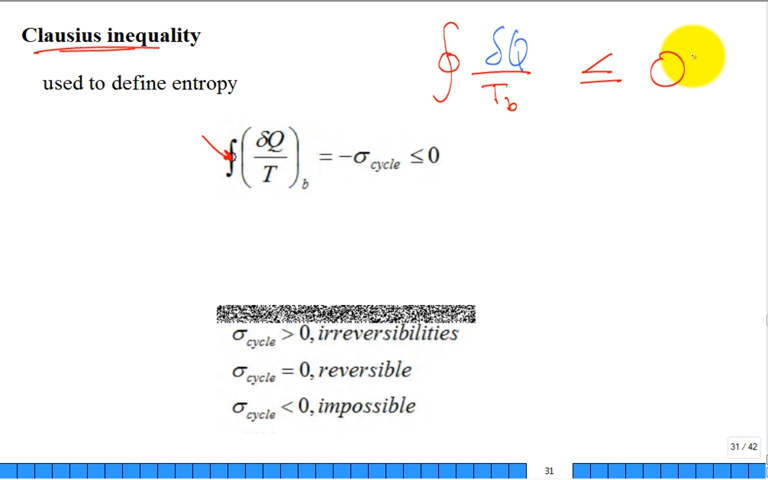 Clausius inequality
∮ δQ/T_b ≤ 0
used to define entropy
∮(δQ/T)_b = −σ_cycle ≤ 0
σ_cycle > 0, irreversibilities
σ_cycle = 0, reversible
σ_cycle < 0, impossible
31 / 42
31